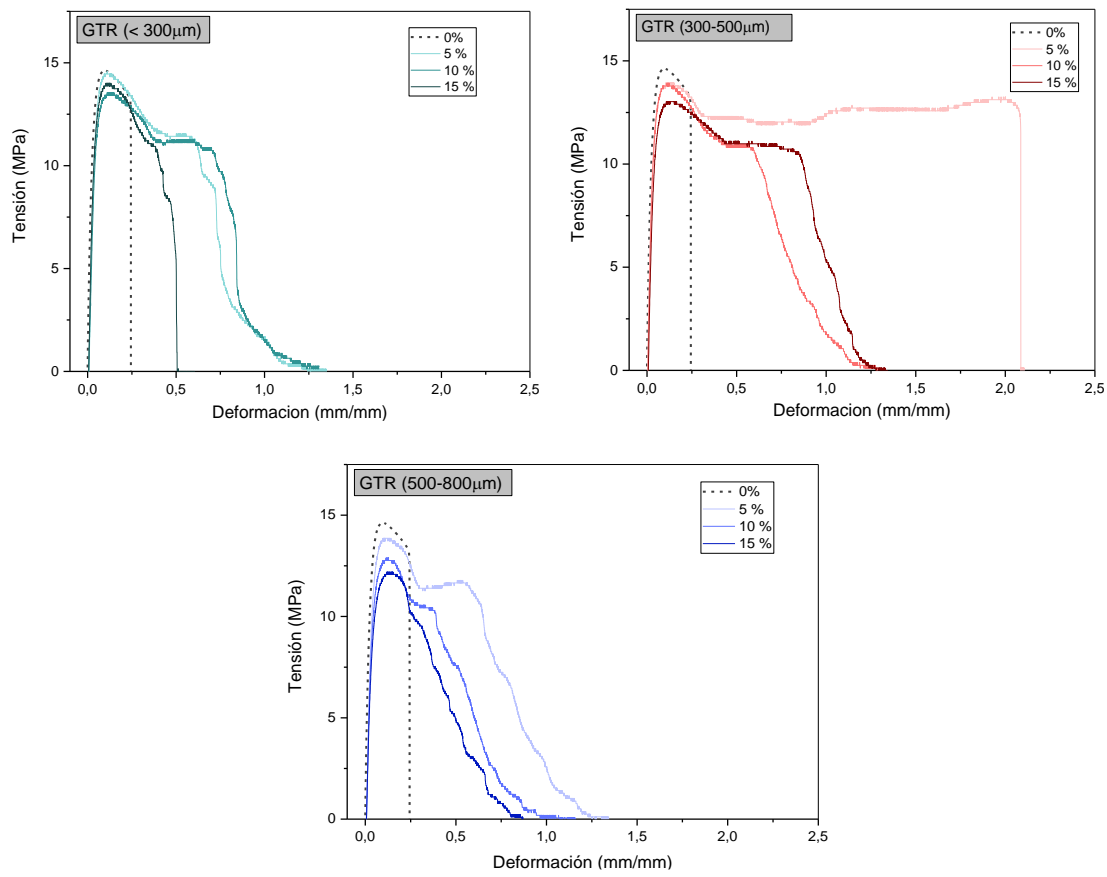 GTR (< 300μm)
0%
5 %
10 %
15 %
Tensión (MPa)
15
10
5
0
0,0 0,5 1,0 1,5 2,0 2,5
Deformacion (mm/mm)
GTR (300-500μm)
0%
5 %
10 %
15 %
Tensión (MPa)
15
10
5
0
0,0 0,5 1,0 1,5 2,0 2,5
Deformación (mm/mm)
GTR (500-800μm)
0%
5 %
10 %
15 %
Tensión (MPa)
15
10
5
0
0,0 0,5 1,0 1,5 2,0 2,5
Deformación (mm/mm)